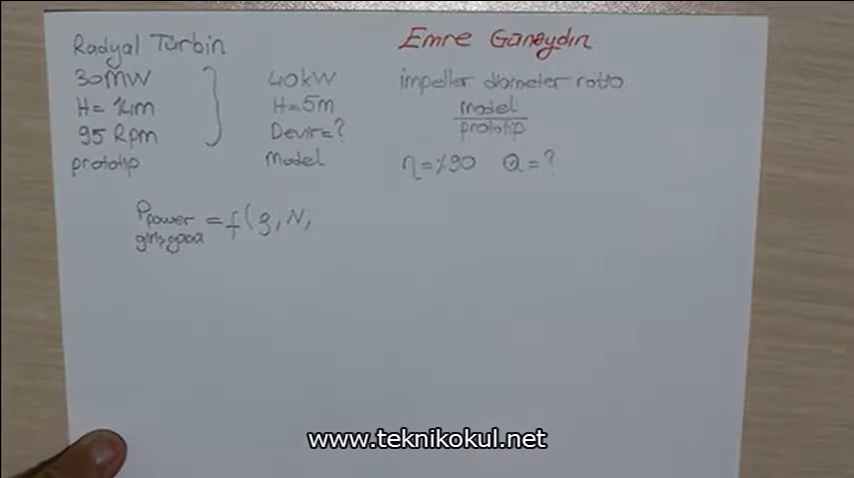 Radyal Türbin
30MW
H= 14m
95 Rpm
prototip
40kW
H=5m
Devir=?
Model
Emre Güneydin
impeller diameter ratio
model
prototip
η=%90 Q=?
Ppower = f(ρ, N,
giriş gücü
www.teknikokul.net